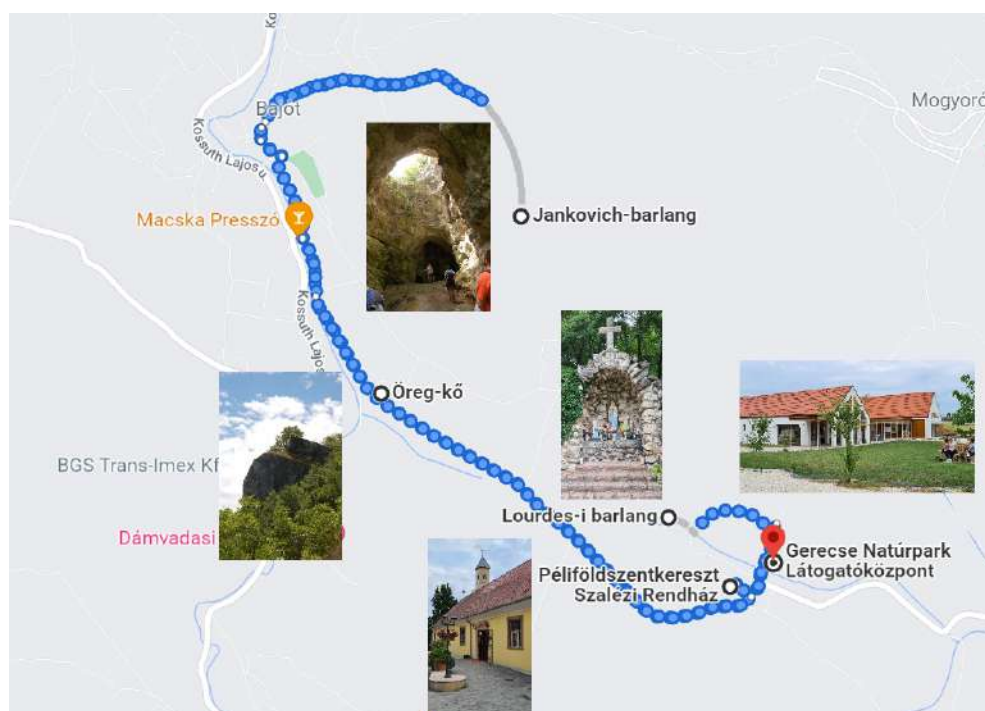 Bajót
Mogyoró
Kossuth Lajos u.
Macska Presszó
Jankovich-barlang
Kossuth Lajos
Öreg-kő
BGS Trans-Imex Kf
Dámvadasi
Lourdes-i barlang
Gerecse Natúrpark
Látogatóközpont
Péliföldszentkereszt
Szalézi Rendház